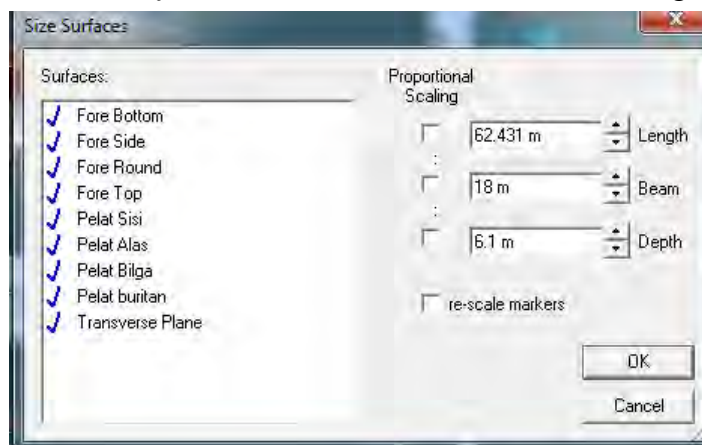 Size Surfaces
Surfaces:
Fore Bottom
Fore Side
Fore Round
Fore Top
Pelat Sisi
Pelat Alas
Pelat Bilga
Pelat buritan
Transverse Plane
Proportional
Scaling
62.431 m Length
:
18 m Beam
:
6.1 m Depth
re-scale markers
OK
Cancel